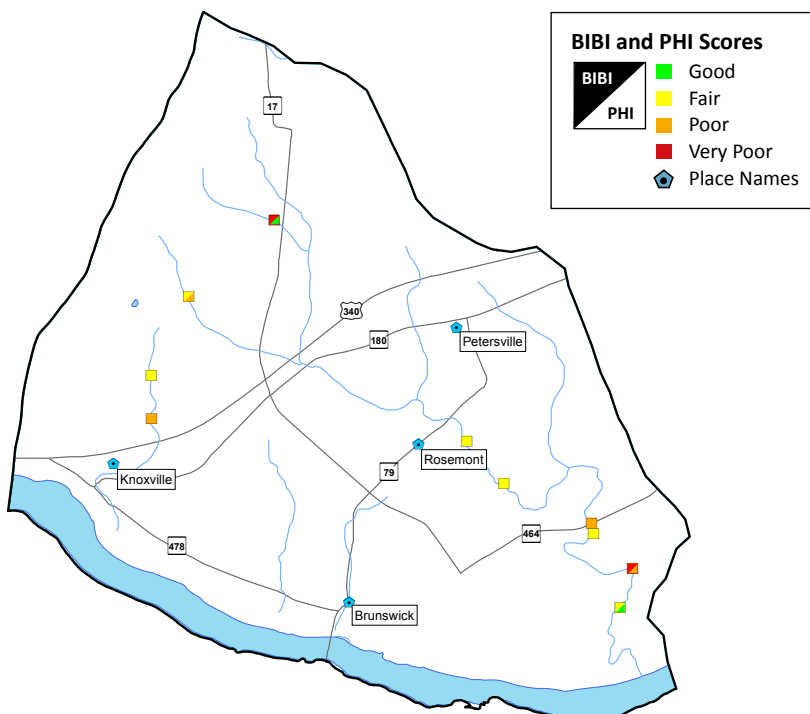 BIBI and PHI Scores
BIBI
PHI
Good
Fair
Poor
Very Poor
Place Names
17
340
180
Petersville
Rosemont
79
Knoxville
478
464
Brunswick